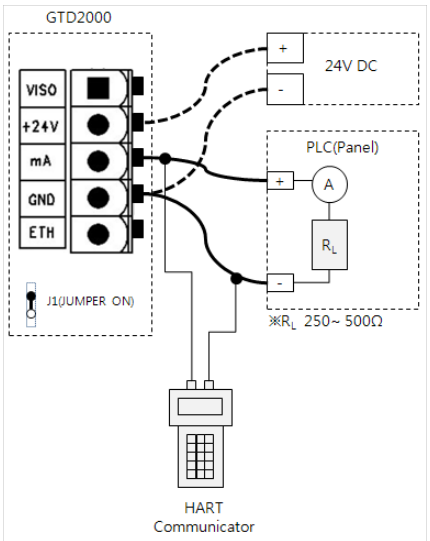 GTD2000
VISO
+24V
mA
GND
ETH
J1(JUMPER ON)
+
-
24V DC
PLC(Panel)
+
A
RL
-
※RL 250~ 500Ω
HART
Communicator